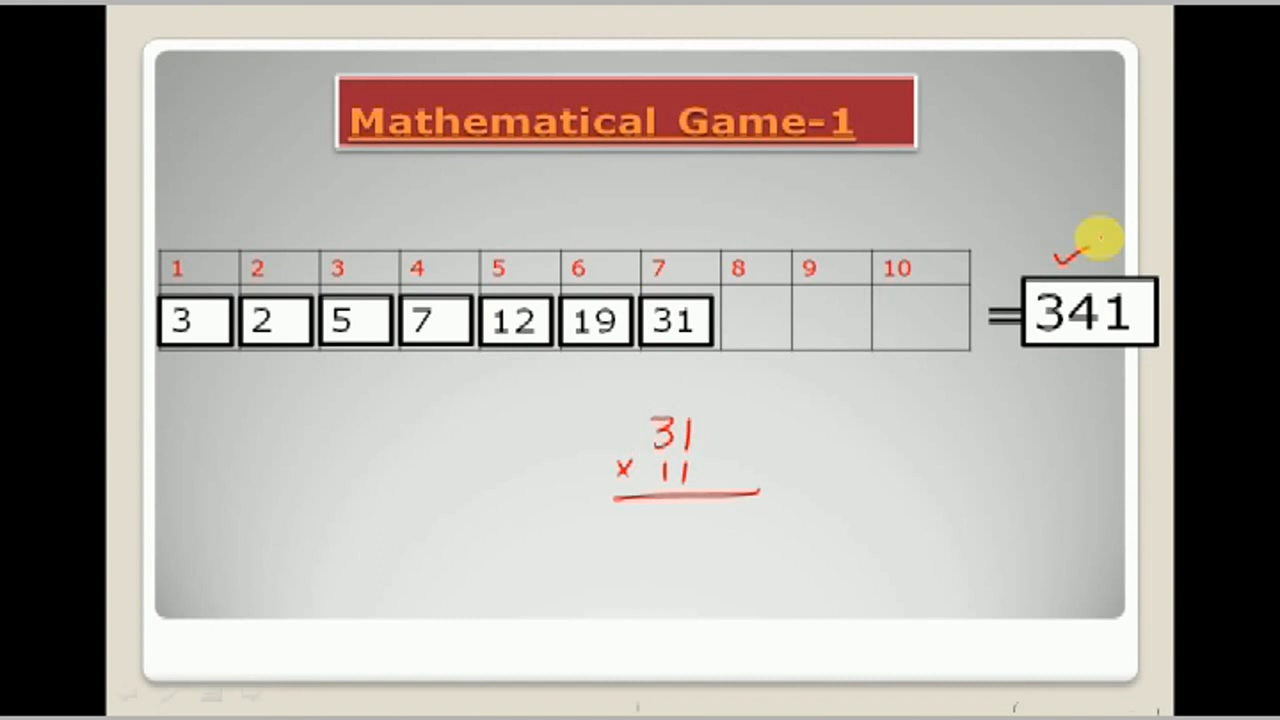 Mathematical Game-1
1 2 3 4 5 6 7 8 9 10
3 2 5 7 12 19 31 = 341
31
x 11